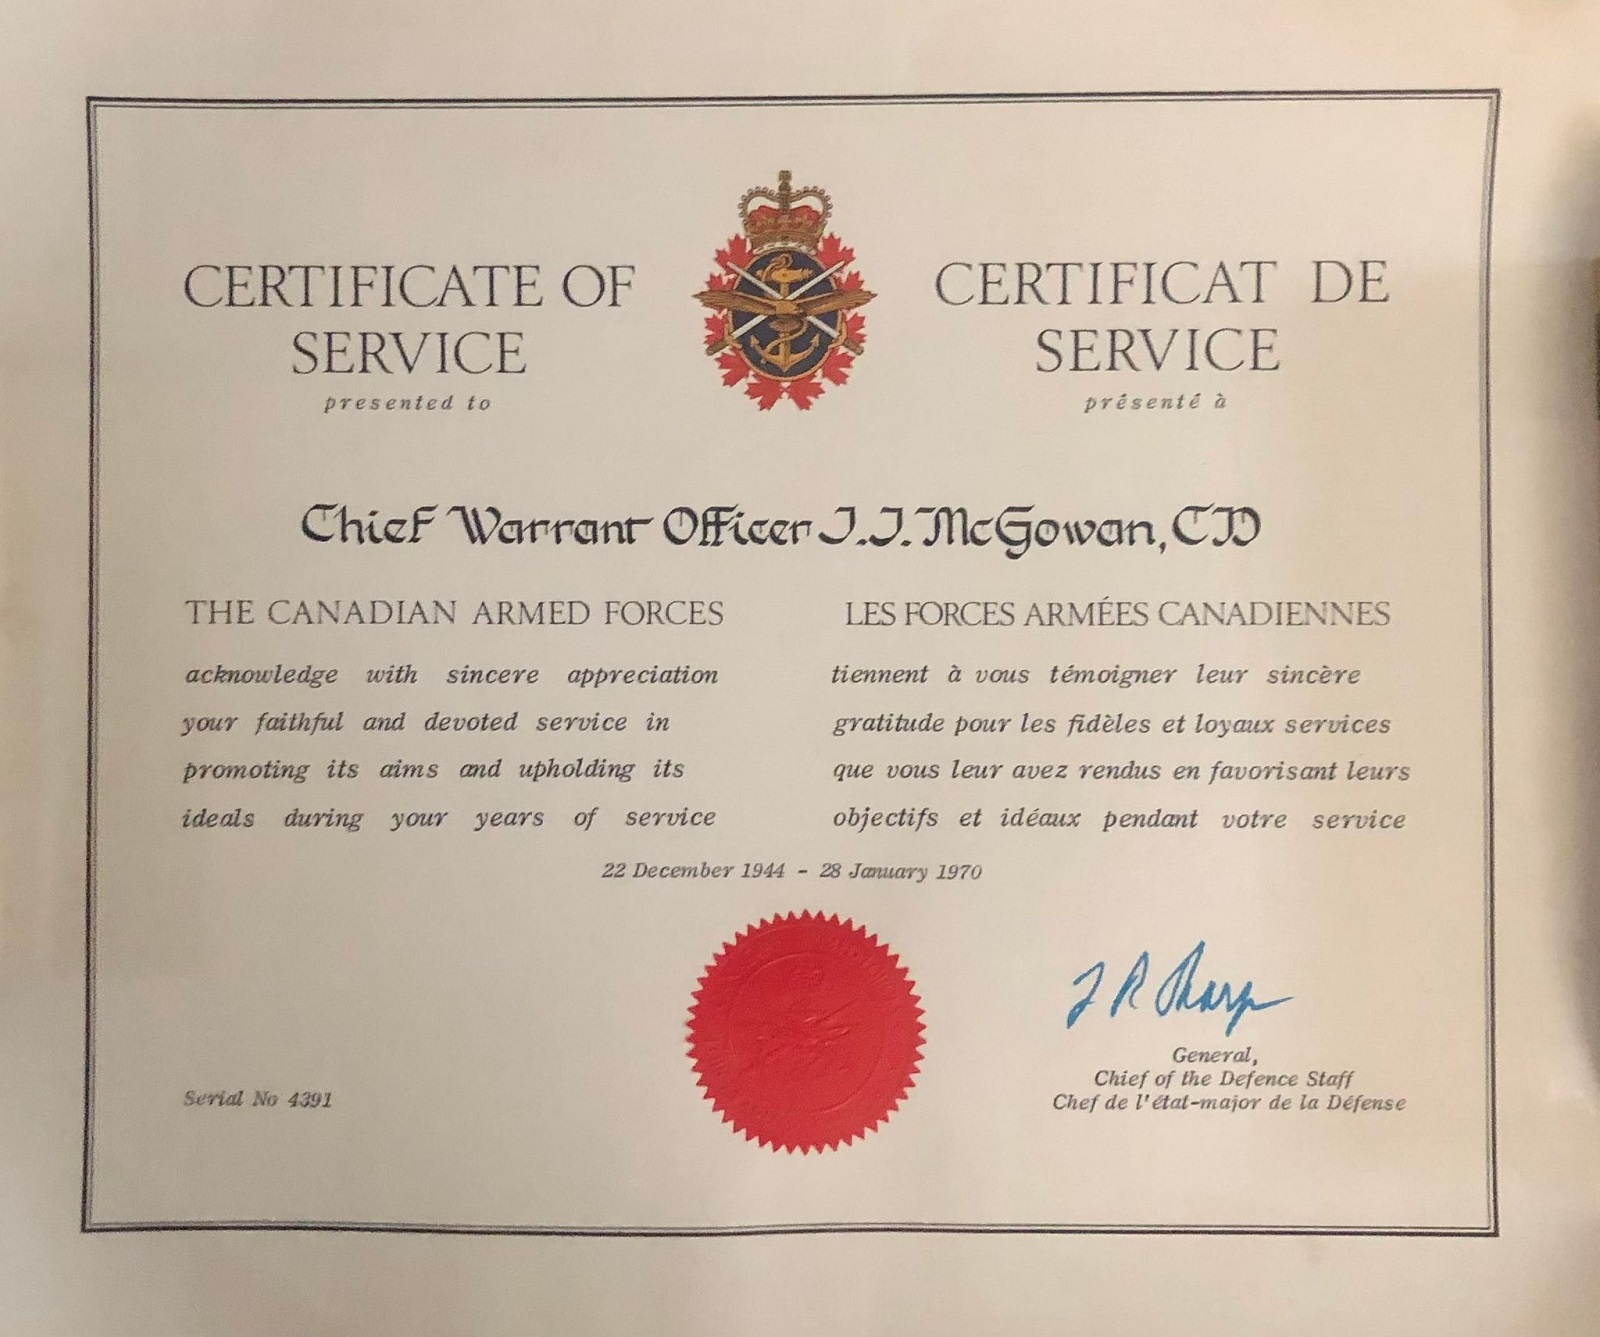 CERTIFICATE OF
SERVICE
presented to
CERTIFICAT DE
SERVICE
présenté à
Chief Warrant Officer J.J. McGowan, CD
THE CANADIAN ARMED FORCES
acknowledge with sincere appreciation
your faithful and devoted service in
promoting its aims and upholding its
ideals during your years of service
LES FORCES ARMÉES CANADIENNES
tiennent à vous témoigner leur sincère
gratitude pour les fidèles et loyaux services
que vous leur avez rendus en favorisant leurs
objectifs et idéaux pendant votre service
22 December 1944 - 28 January 1970
J R Sharp
General,
Chief of the Defence Staff
Chef de l'état-major de la Défense
Serial No 4391